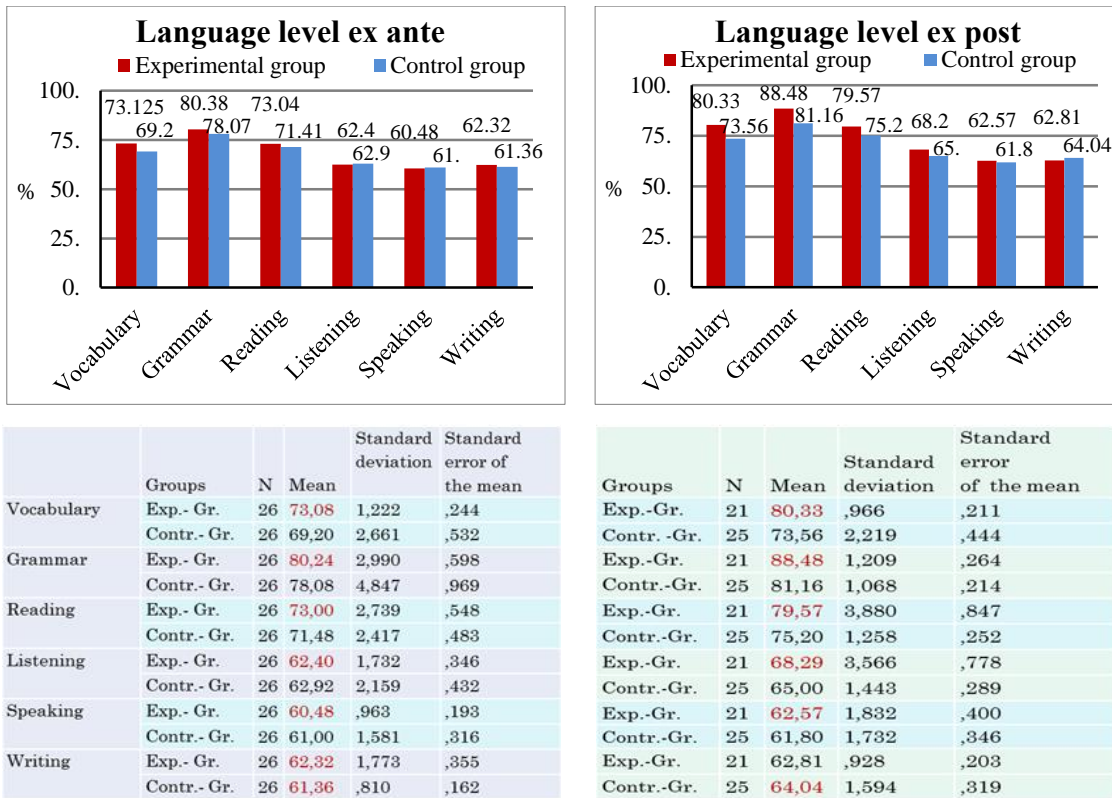 Language level ex ante
Experimental group Control group
100.
75.
50.
25.
0.
%
73.125
69.2
80.38
78.07
73.04
71.41
62.4
62.9
60.48
61.
62.32
61.36
Vocabulary
Grammar
Reading
Listening
Speaking
Writing
Language level ex post
Experimental group Control group
100.
75.
50.
25.
0.
%
80.33
73.56
88.48
81.16
79.57
75.2
68.2
65.
62.57
61.8
62.81
64.04
Vocabulary
Grammar
Reading
Listening
Speaking
Writing
Standard Standard
deviation error of
Groups N Mean the mean
Vocabulary Exp.- Gr. 26 73,08 1,222 ,244
Contr.- Gr. 26 69,20 2,661 ,532
Grammar Exp.- Gr. 26 80,24 2,990 ,598
Contr.- Gr. 26 78,08 4,847 ,969
Reading Exp.- Gr. 26 73,00 2,739 ,548
Contr.- Gr. 26 71,48 2,417 ,483
Listening Exp.- Gr. 26 62,40 1,732 ,346
Contr.- Gr. 26 62,92 2,159 ,432
Speaking Exp.- Gr. 26 60,48 ,963 ,193
Contr.- Gr. 26 61,00 1,581 ,316
Writing Exp.- Gr. 26 62,32 1,773 ,355
Contr.- Gr. 26 61,36 ,810 ,162
Standard
Standard error
Groups N Mean deviation of the mean
Exp.-Gr. 21 80,33 ,966 ,211
Contr. -Gr. 25 73,56 2,219 ,444
Exp.-Gr. 21 88,48 1,209 ,264
Contr.-Gr. 25 81,16 1,068 ,214
Exp.-Gr. 21 79,57 3,880 ,847
Contr.-Gr. 25 75,20 1,258 ,252
Exp.-Gr. 21 68,29 3,566 ,778
Contr.-Gr. 25 65,00 1,443 ,289
Exp.-Gr. 21 62,57 1,832 ,400
Contr.-Gr. 25 61,80 1,732 ,346
Exp.-Gr. 21 62,81 ,928 ,203
Contr.-Gr. 25 64,04 1,594 ,319